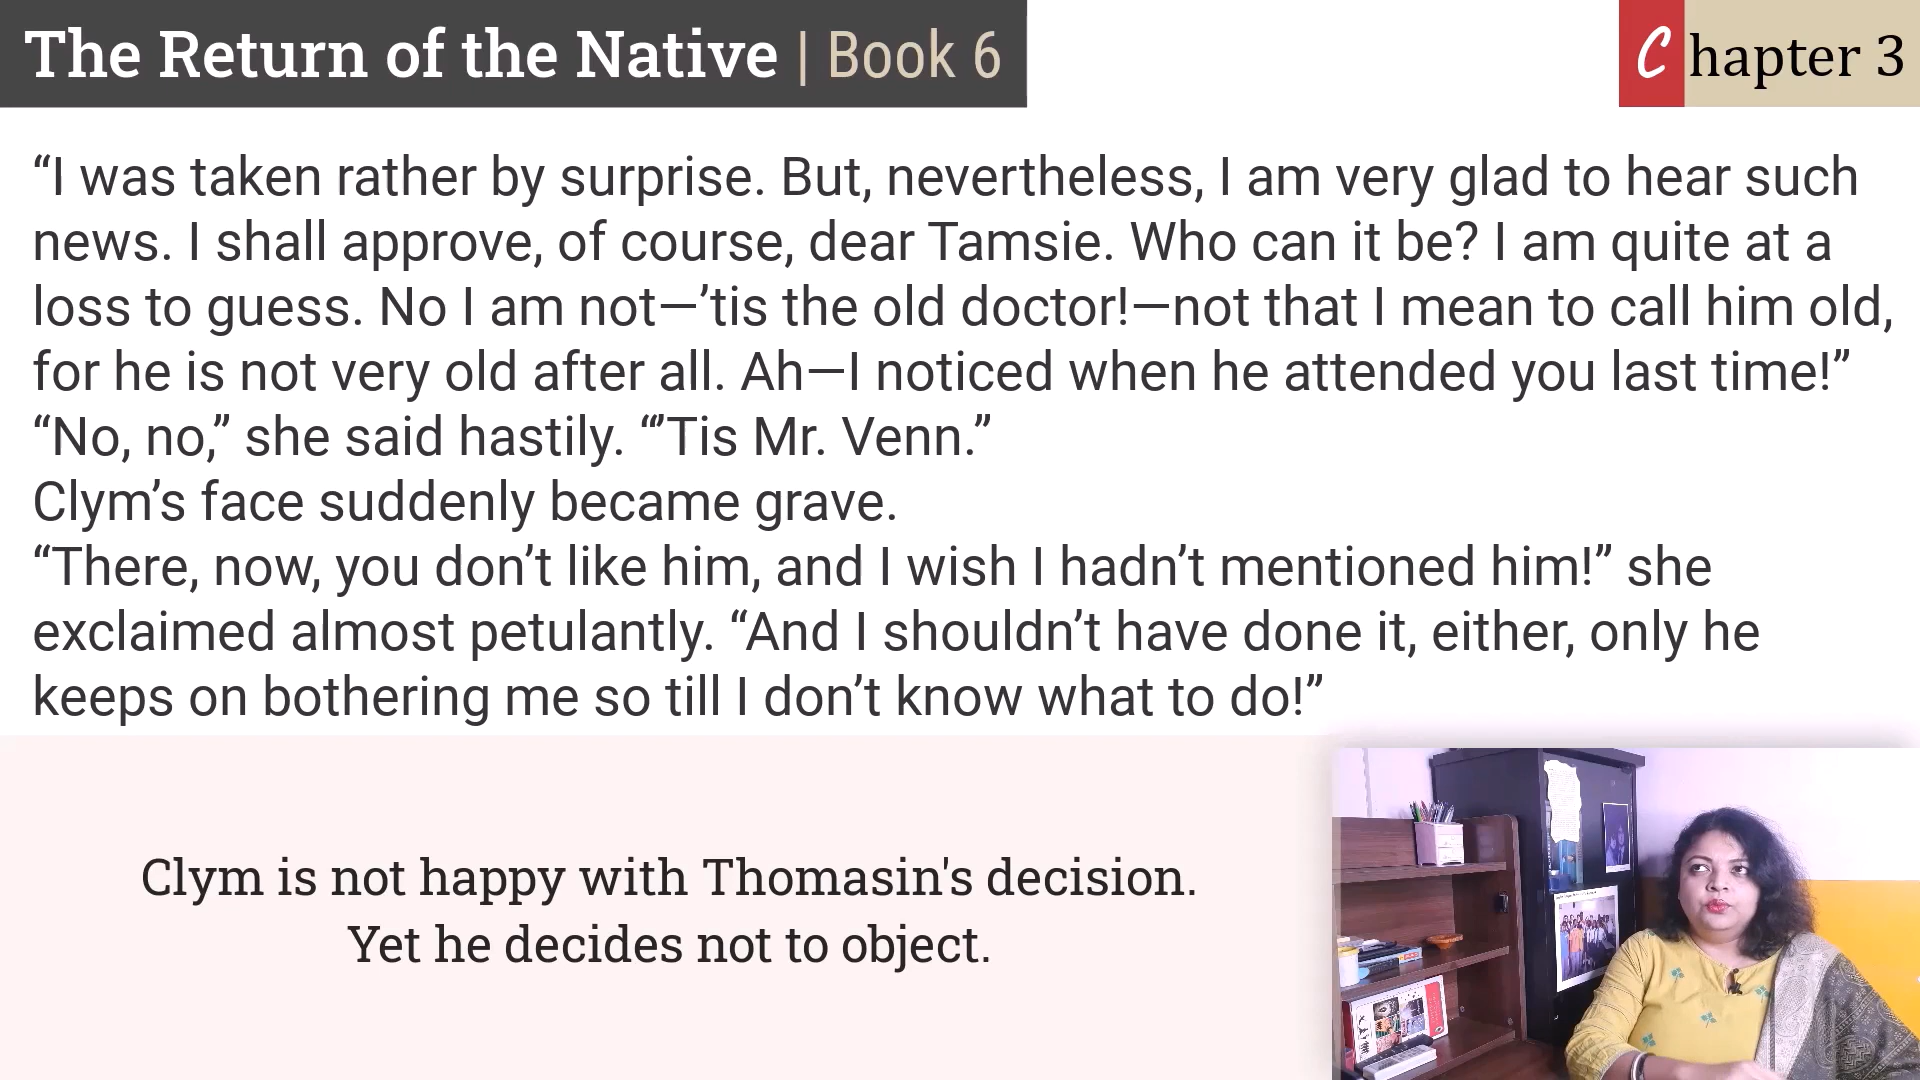 The Return of the Native | Book 6
Chapter 3
“I was taken rather by surprise. But, nevertheless, I am very glad to hear such
news. I shall approve, of course, dear Tamsie. Who can it be? I am quite at a
loss to guess. No I am not—’tis the old doctor!—not that I mean to call him old,
for he is not very old after all. Ah—I noticed when he attended you last time!”
“No, no,” she said hastily. “’Tis Mr. Venn.”
Clym’s face suddenly became grave.
“There, now, you don’t like him, and I wish I hadn’t mentioned him!” she
exclaimed almost petulantly. “And I shouldn’t have done it, either, only he
keeps on bothering me so till I don’t know what to do!”
Clym is not happy with Thomasin's decision.
Yet he decides not to object.